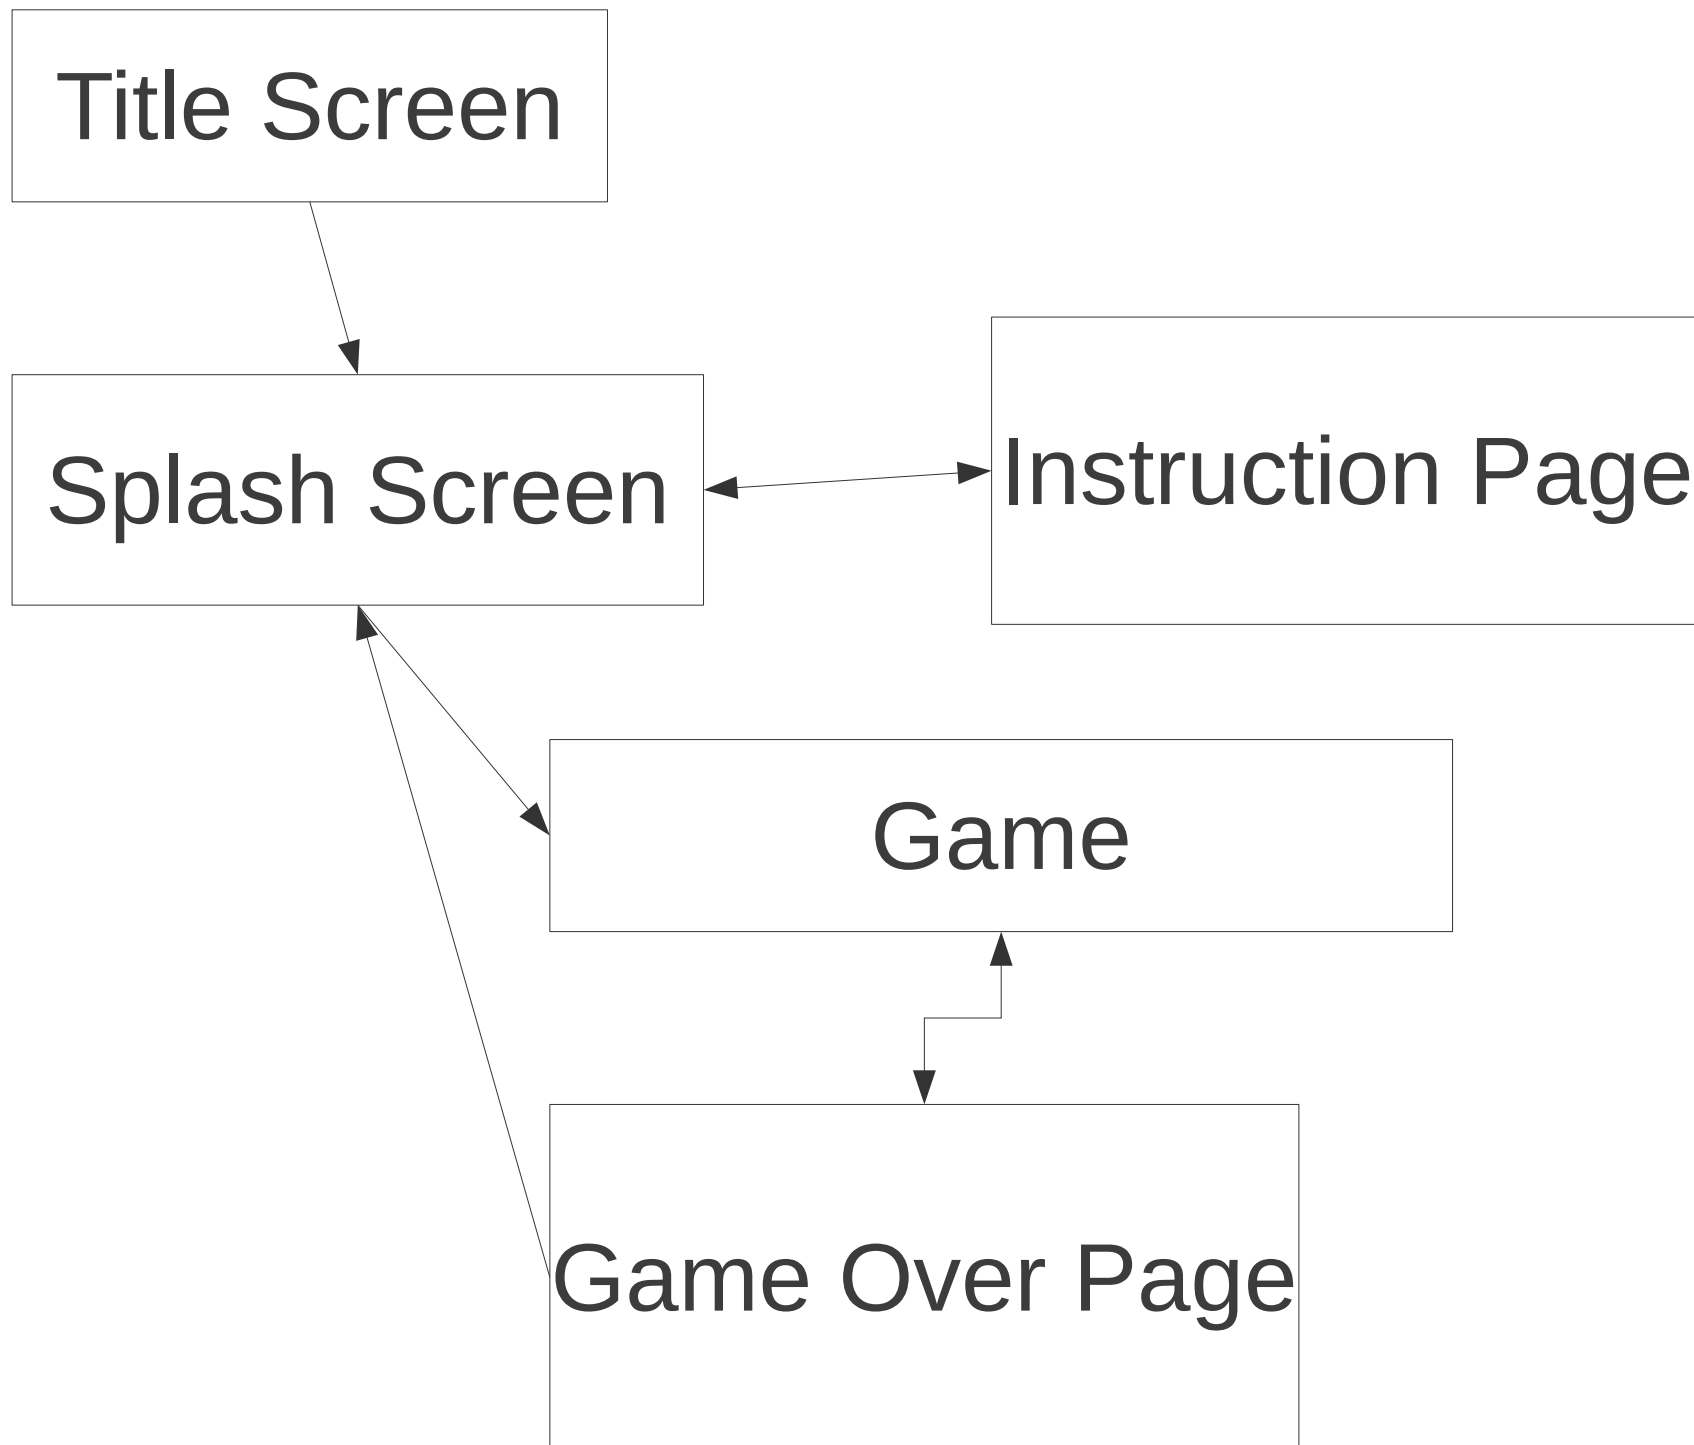 Title Screen
Splash Screen
Instruction Page
Game
Game Over Page